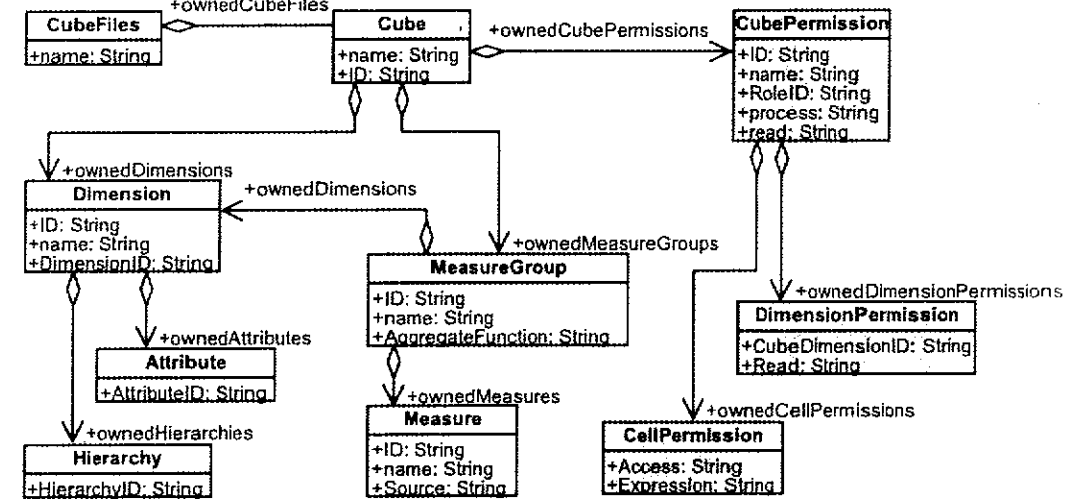 +ownedCubeFiles
CubeFiles
+name: String
Cube
+name: String
+ID: String
+ownedCubePermissions
CubePermission
+ID: String
+name: String
+RoleID: String
+process: String
+read: String
+ownedDimensions
Dimension
+ID: String
+name: String
+DimensionID: String
+ownedDimensions
+ownedMeasureGroups
MeasureGroup
+ID: String
+name: String
+AggregateFunction: String
+ownedDimensionPermissions
DimensionPermission
+CubeDimensionID: String
+Read: String
+ownedAttributes
Attribute
+AttributeID: String
+ownedMeasures
Measure
+ID: String
+name: String
+Source: String
+ownedCellPermissions
CellPermission
+Access: String
+Expression: String
+ownedHierarchies
Hierarchy
+HierarchyID: String